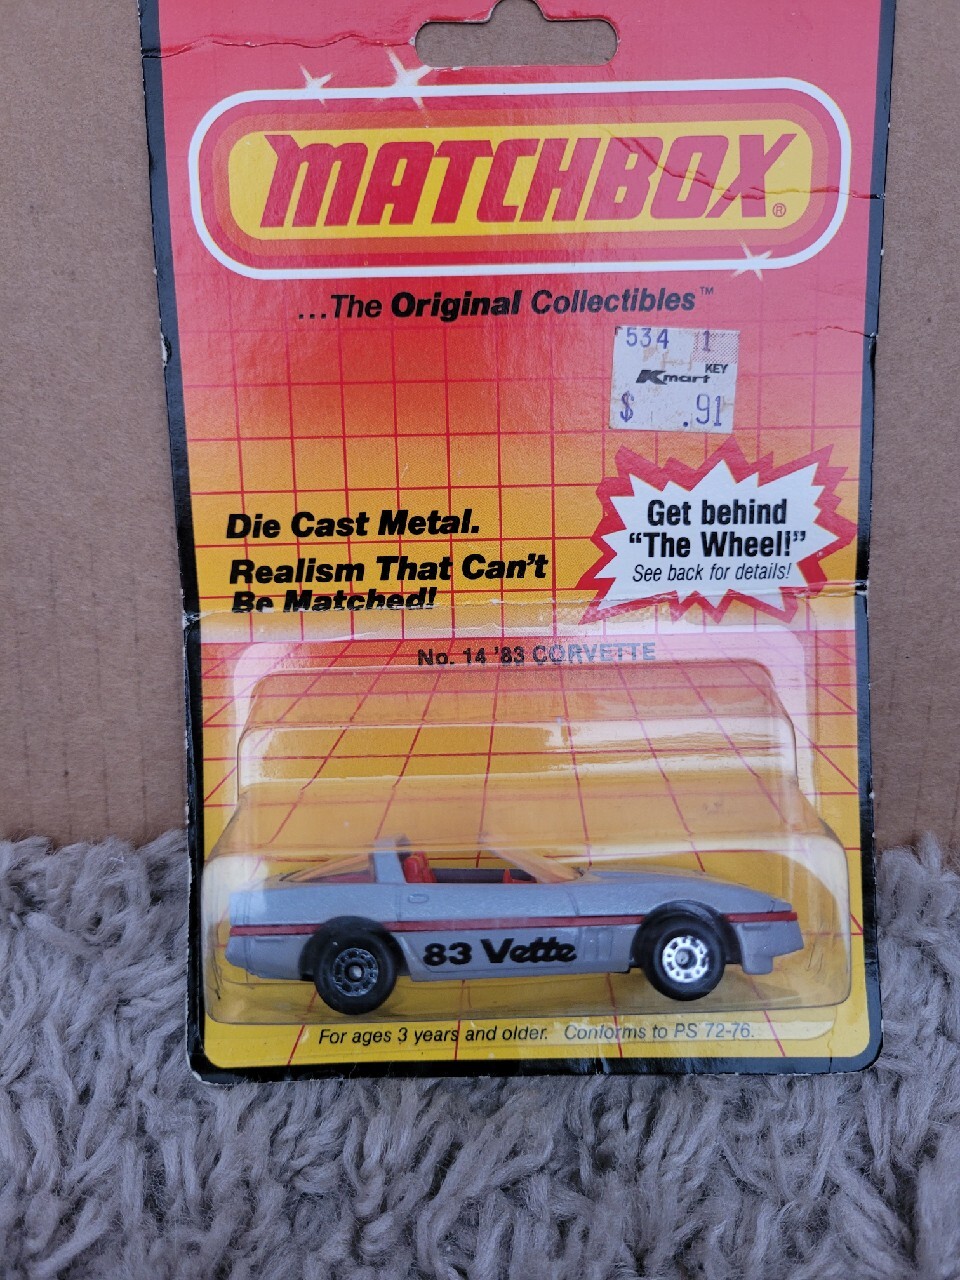 MATCHBOX®
...The Original Collectibles™
534 1
KEY
Kmart
$ .91
Get behind
"The Wheel!"
See back for details!
Die Cast Metal.
Realism That Can't
Be Matched!
No. 14 '83 CORVETTE
83 Vette
For ages 3 years and older. Conforms to PS 72-76.